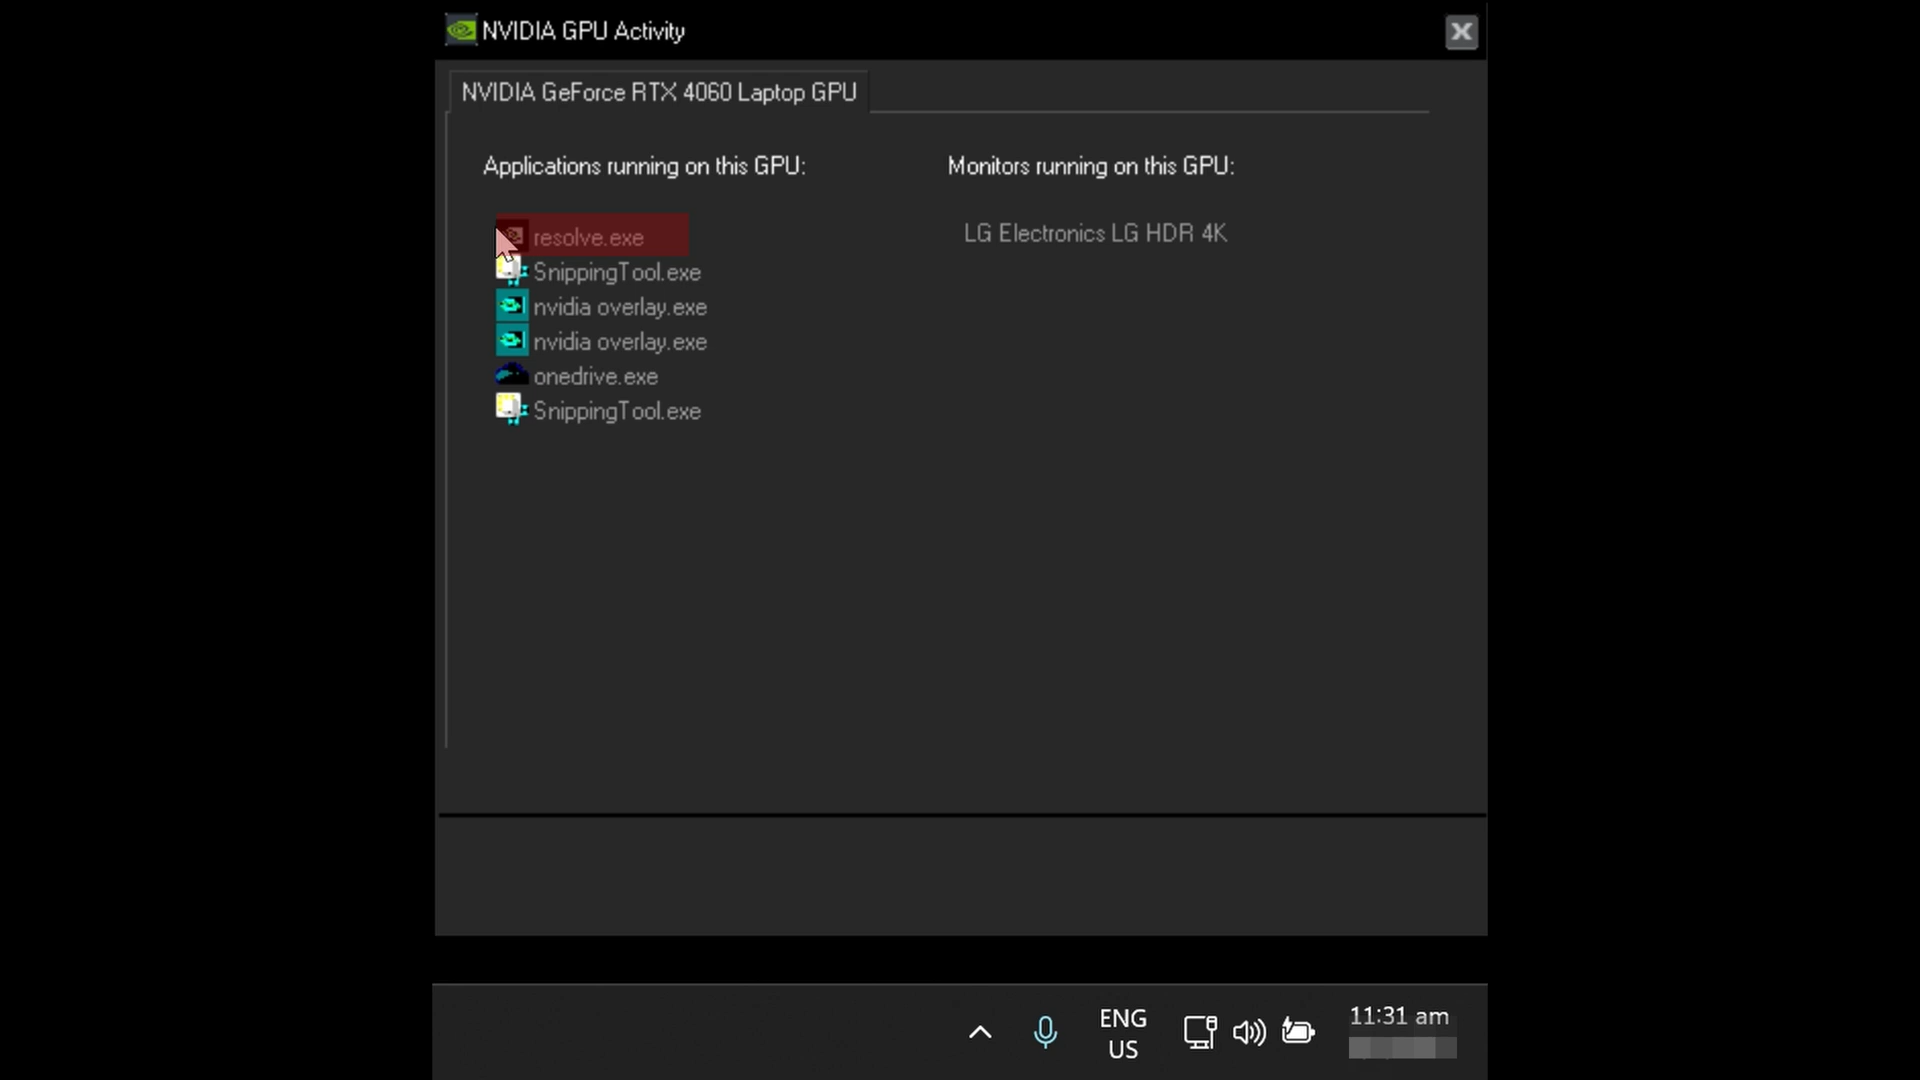 NVIDIA GPU Activity
NVIDIA GeForce RTX 4060 Laptop GPU
Applications running on this GPU:
resolve.exe
SnippingTool.exe
nvidia overlay.exe
nvidia overlay.exe
onedrive.exe
SnippingTool.exe
Monitors running on this GPU:
LG Electronics LG HDR 4K
ENG
US
11:31 am